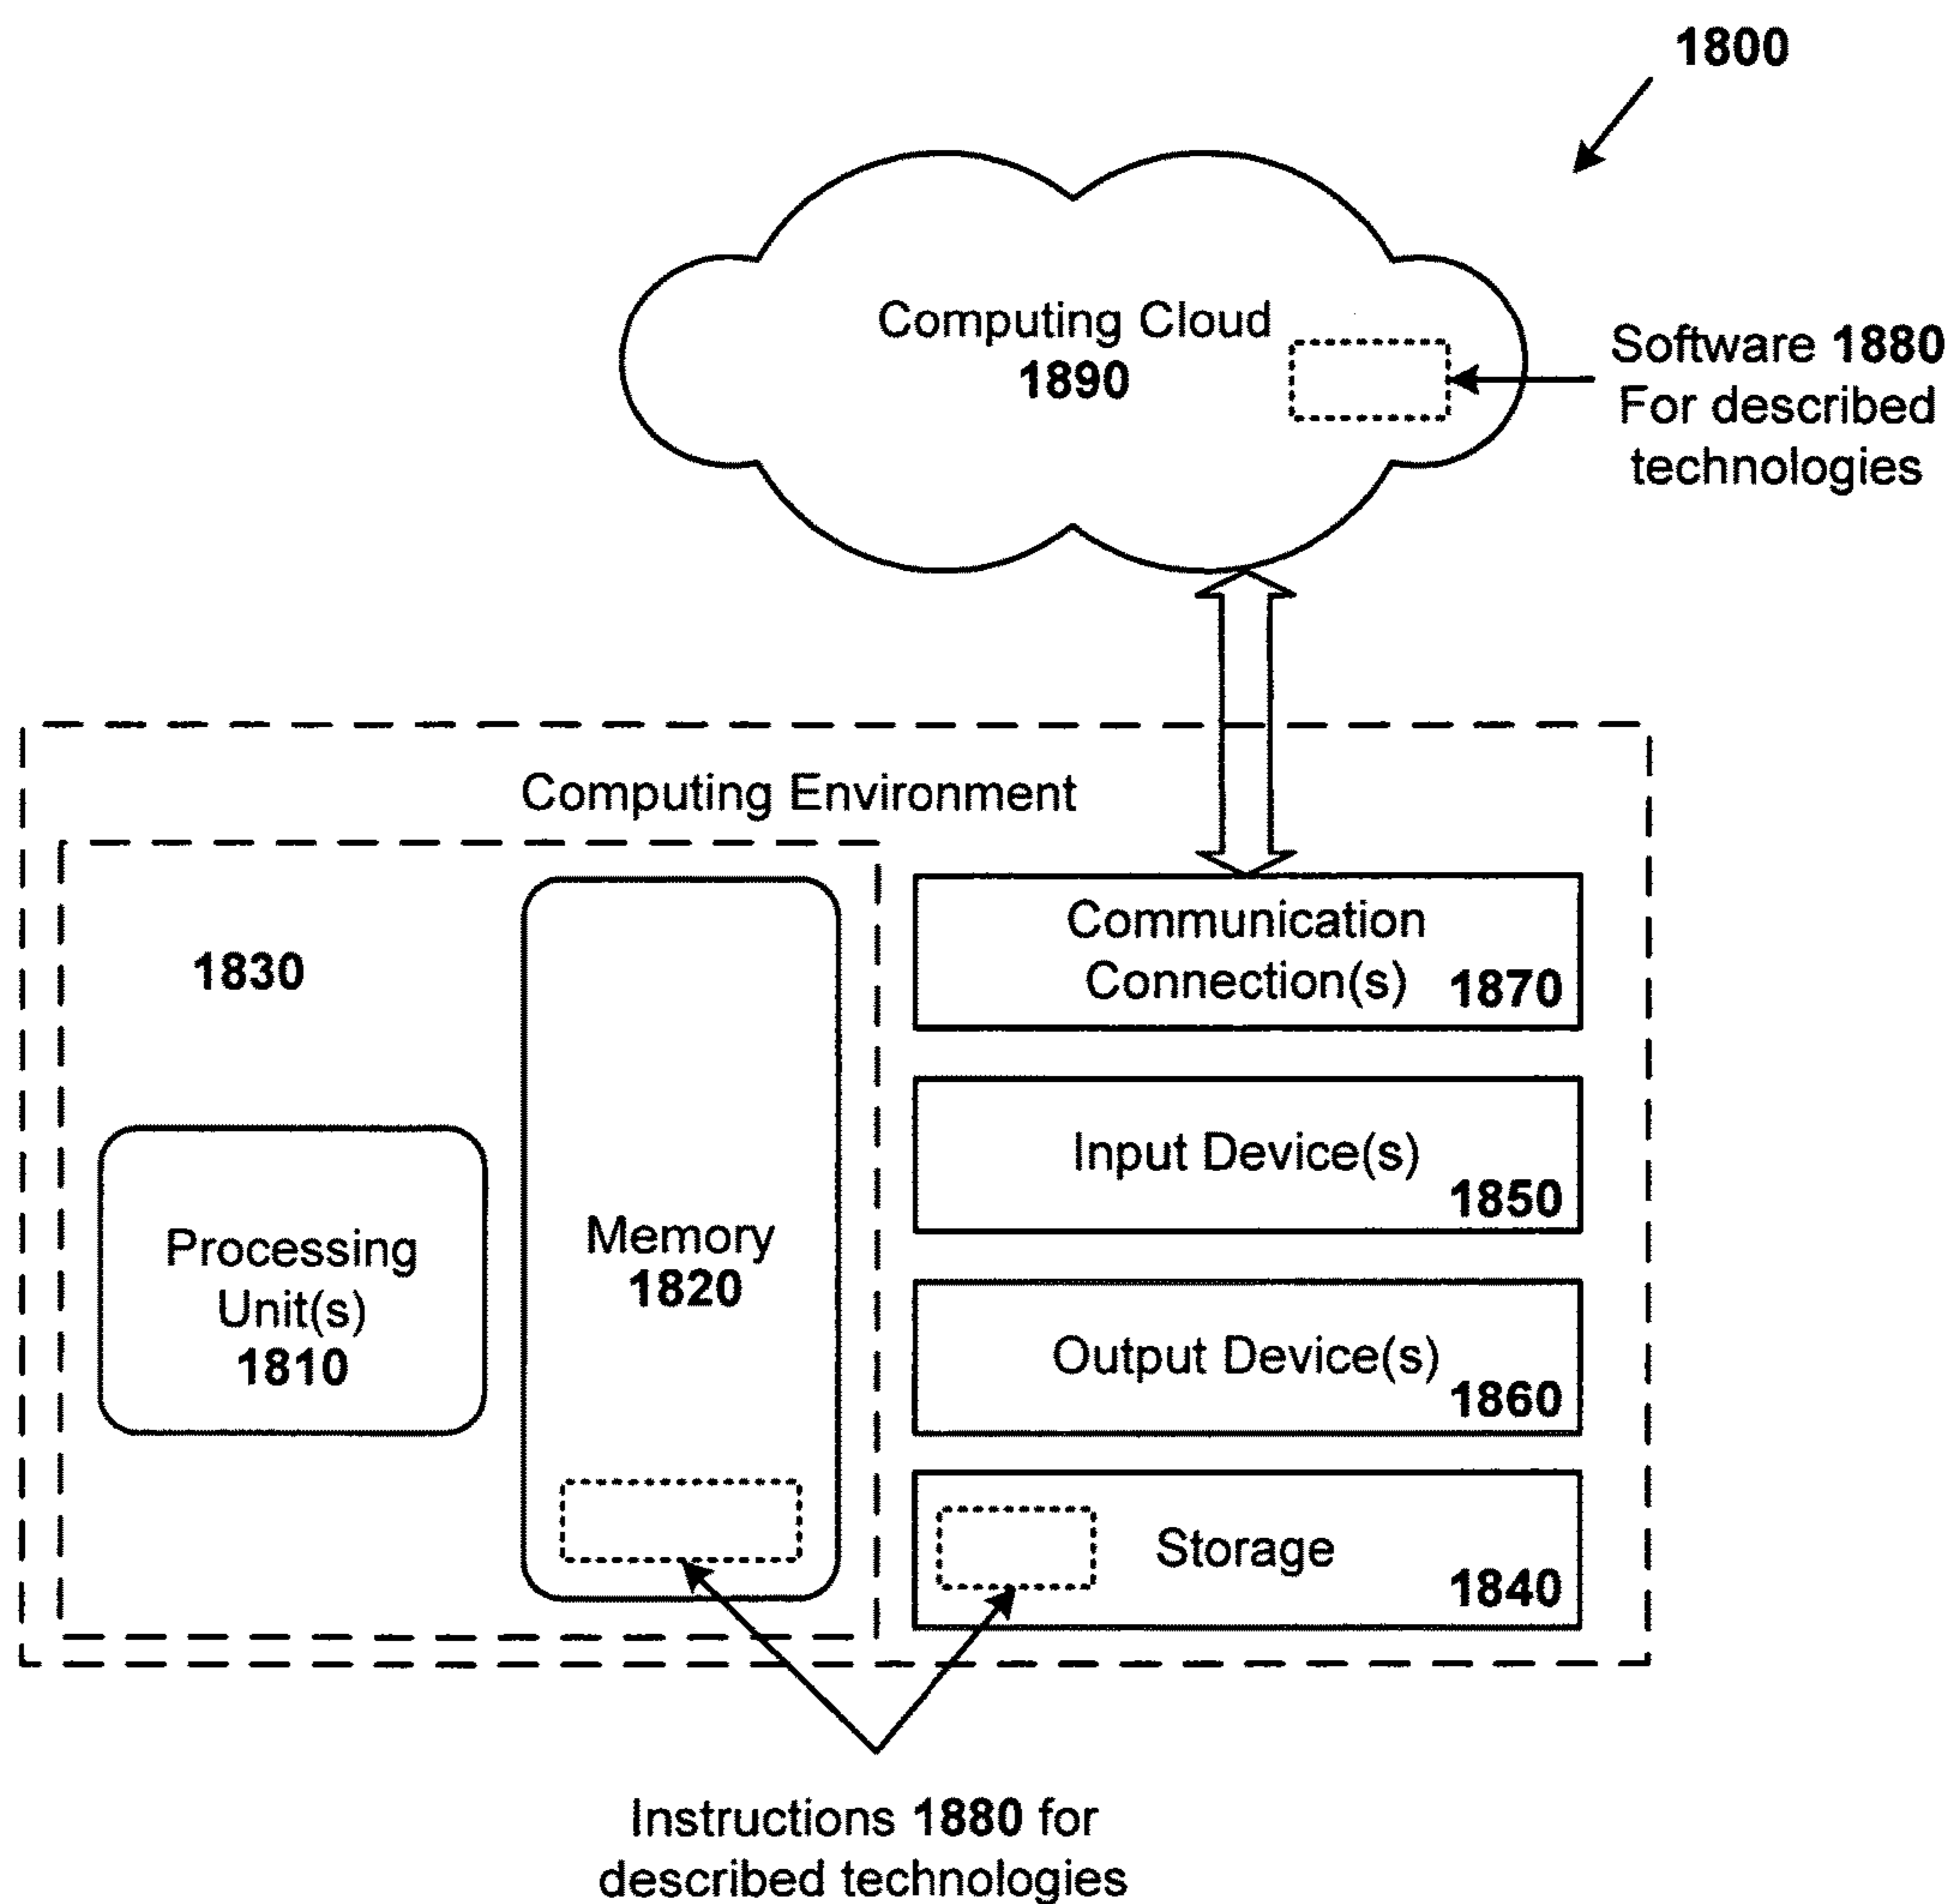 1800
Computing Cloud
1890
Software 1880
For described
technologies
Computing Environment
1830
Processing
Unit(s)
1810
Memory
1820
Communication
Connection(s) 1870
Input Device(s)
1850
Output Device(s)
1860
Storage
1840
Instructions 1880 for
described technologies